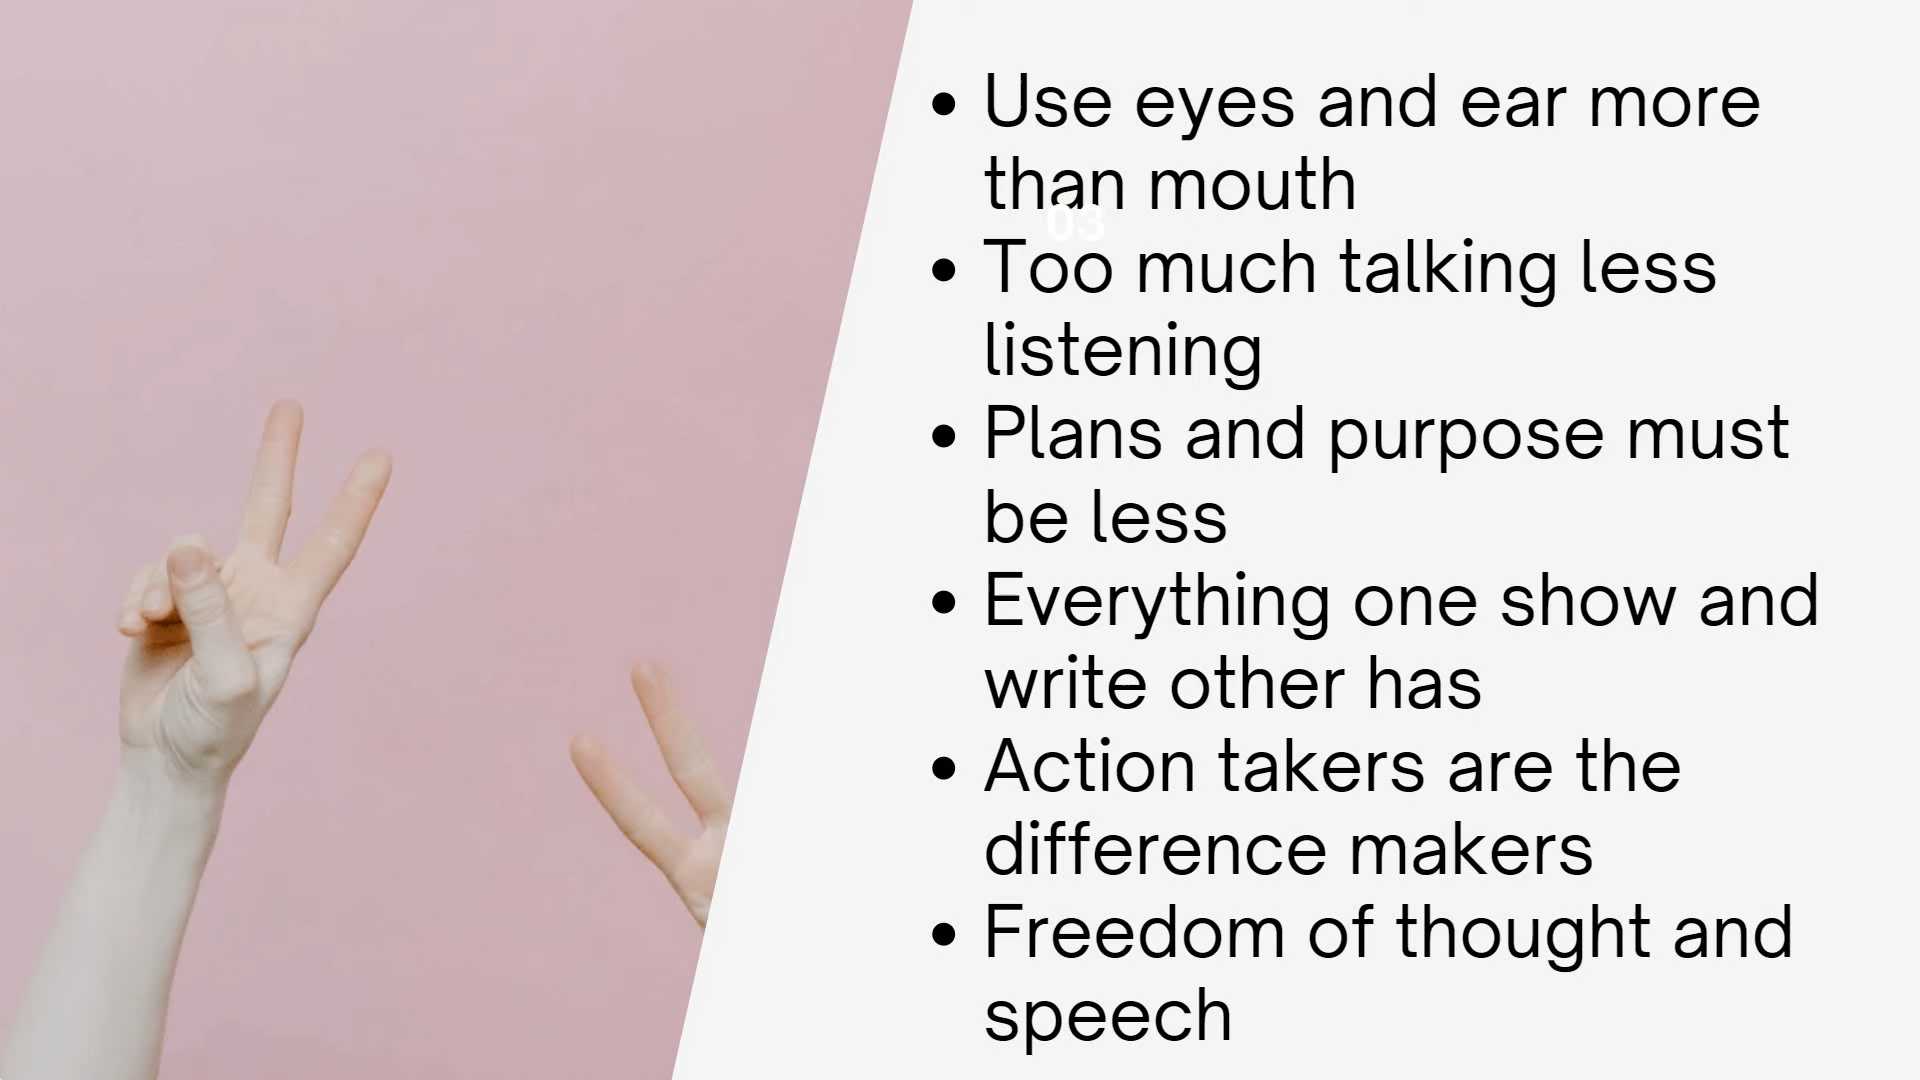 • Use eyes and ear more
than mouth
03
• Too much talking less
listening
• Plans and purpose must
be less
• Everything one show and
write other has
• Action takers are the
difference makers
• Freedom of thought and
speech